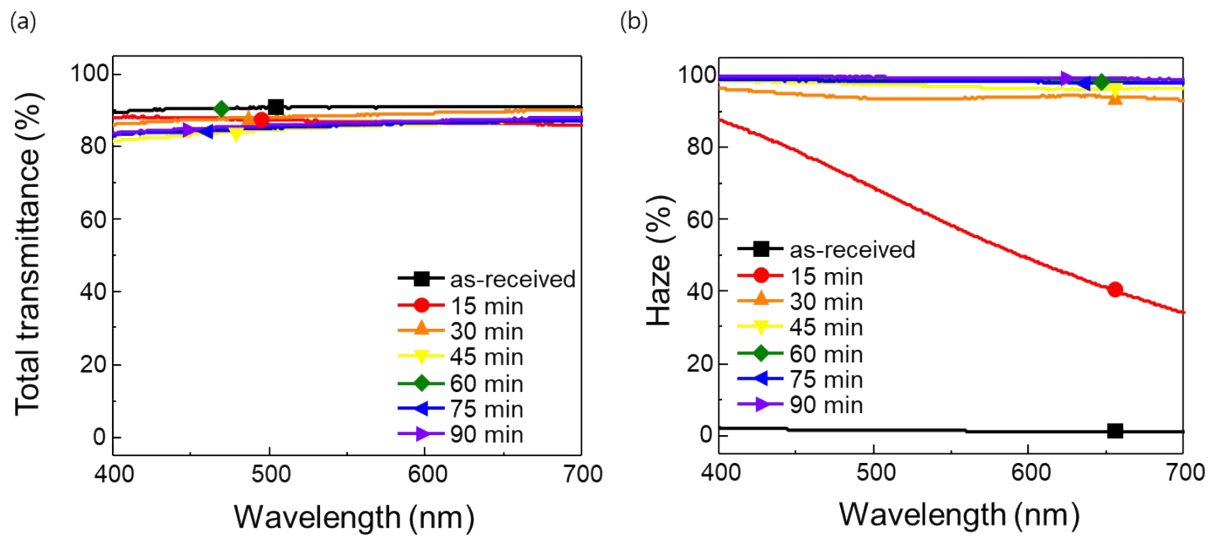 (a)
100
80
60
40
20
0
400
500
600
700
Total transmittance (%)
Wavelength (nm)
as-received
15 min
30 min
45 min
60 min
75 min
90 min
(b)
100
80
60
40
20
0
400
500
600
700
Haze (%)
Wavelength (nm)
as-received
15 min
30 min
45 min
60 min
75 min
90 min